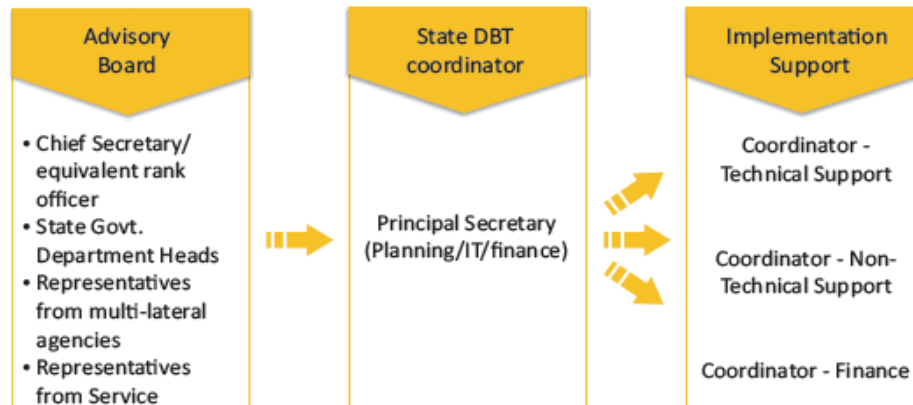 Advisory
Board
• Chief Secretary/
equivalent rank
officer
• State Govt.
Department Heads
• Representatives
from multi-lateral
agencies
• Representatives
from Service
State DBT
coordinator
Principal Secretary
(Planning/IT/finance)
Implementation
Support
Coordinator -
Technical Support
Coordinator - Non-
Technical Support
Coordinator - Finance